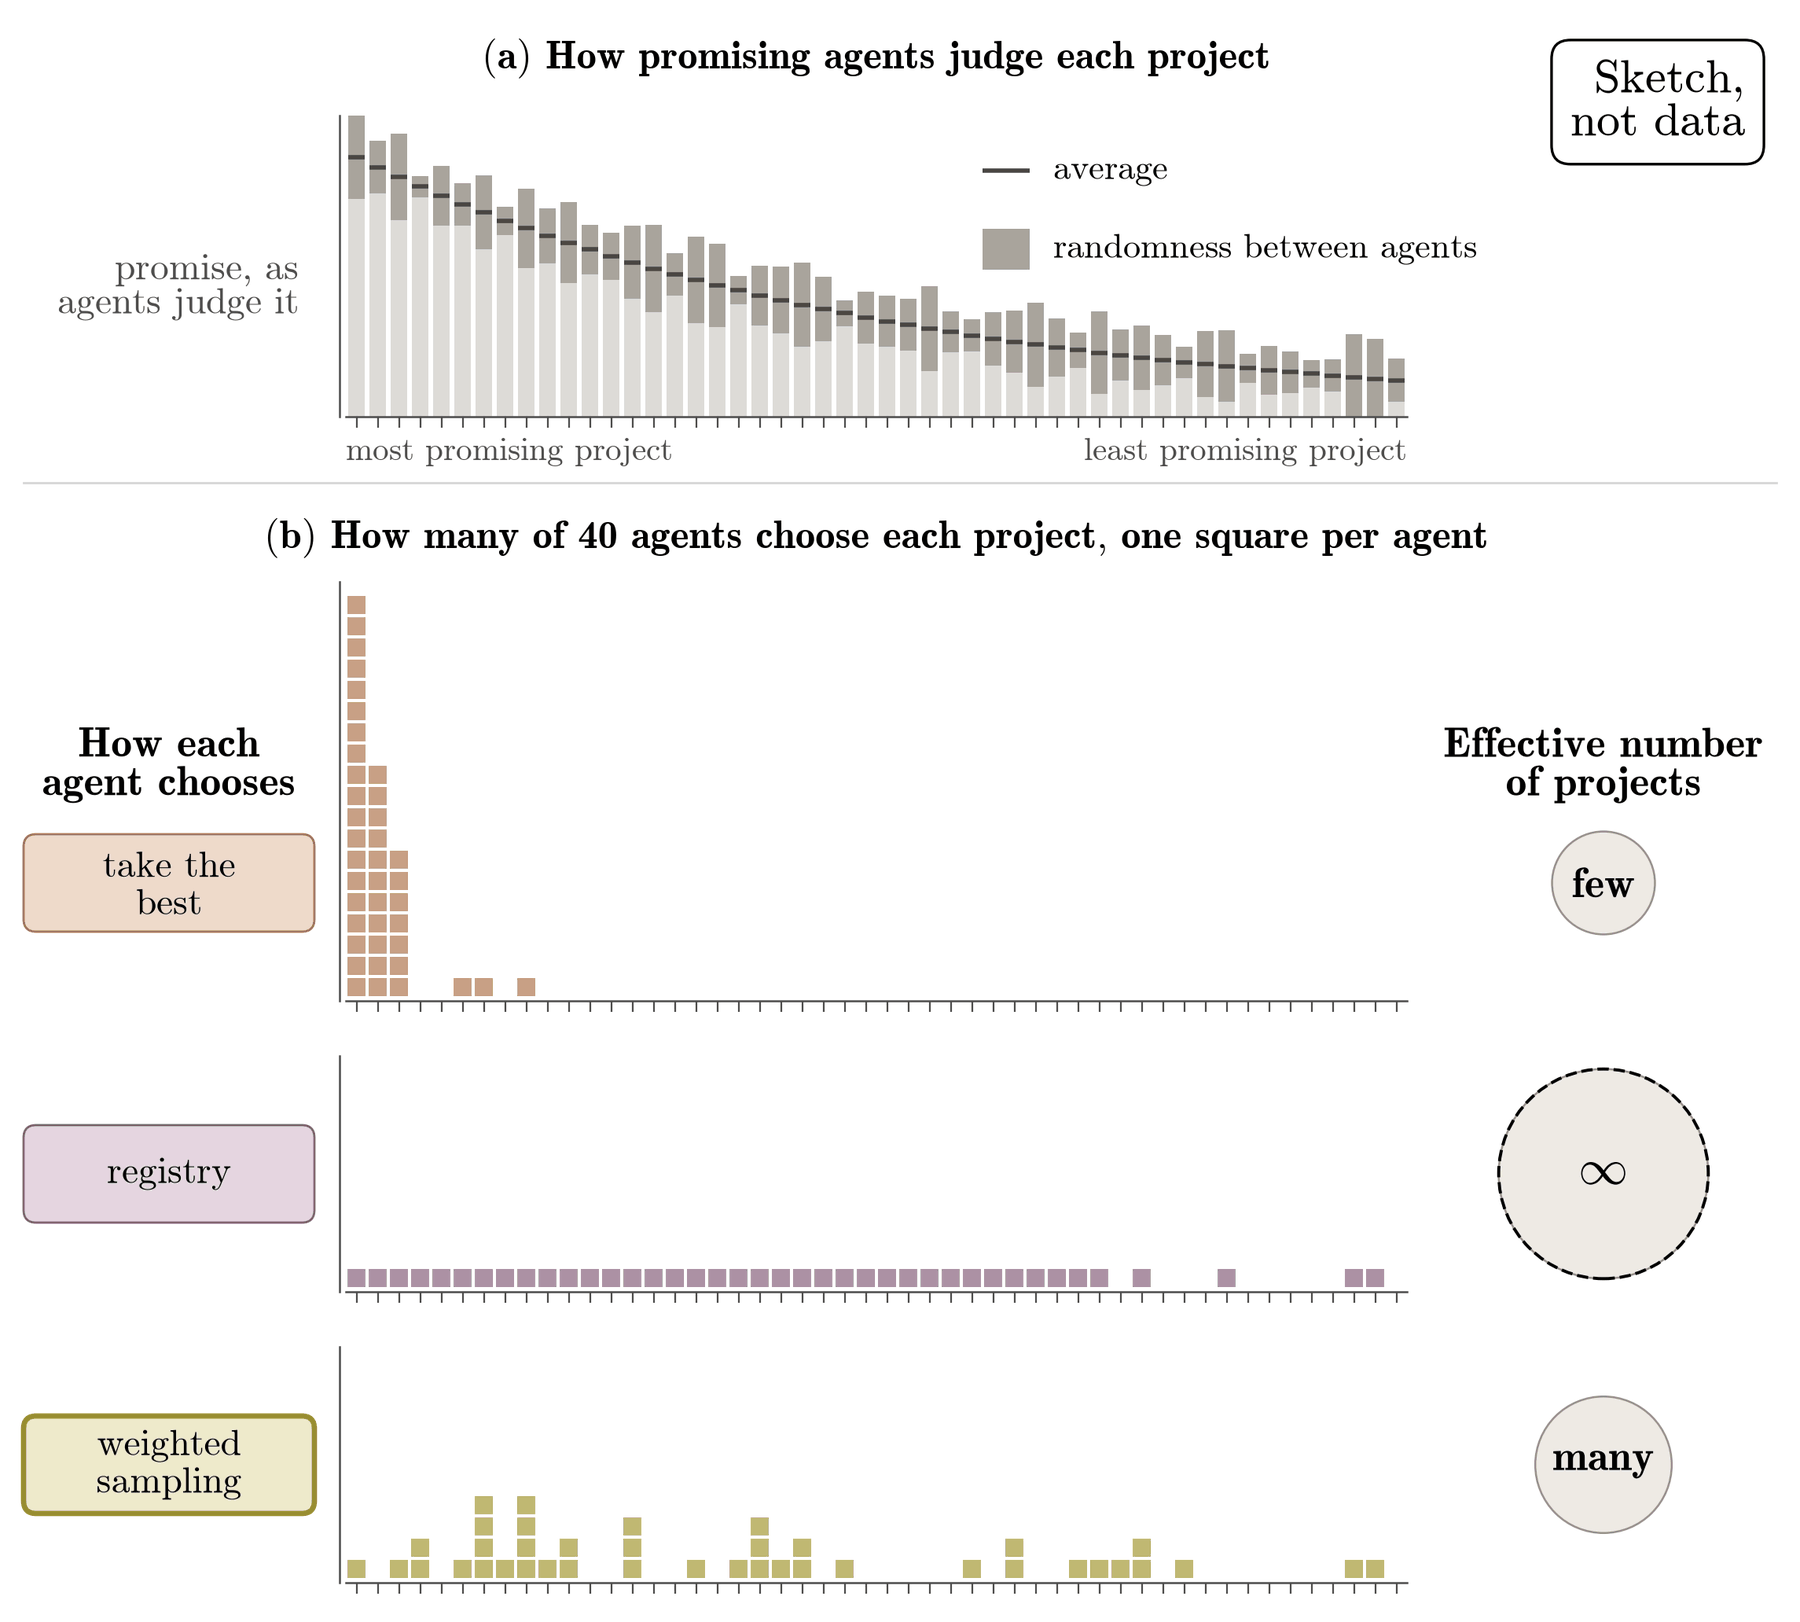 (a) How promising agents judge each project
Sketch,
not data
average
randomness between agents
promise, as
agents judge it
most promising project
least promising project
(b) How many of 40 agents choose each project, one square per agent
How each
agent chooses
Effective number
of projects
take the
best
few
registry
∞
weighted
sampling
many